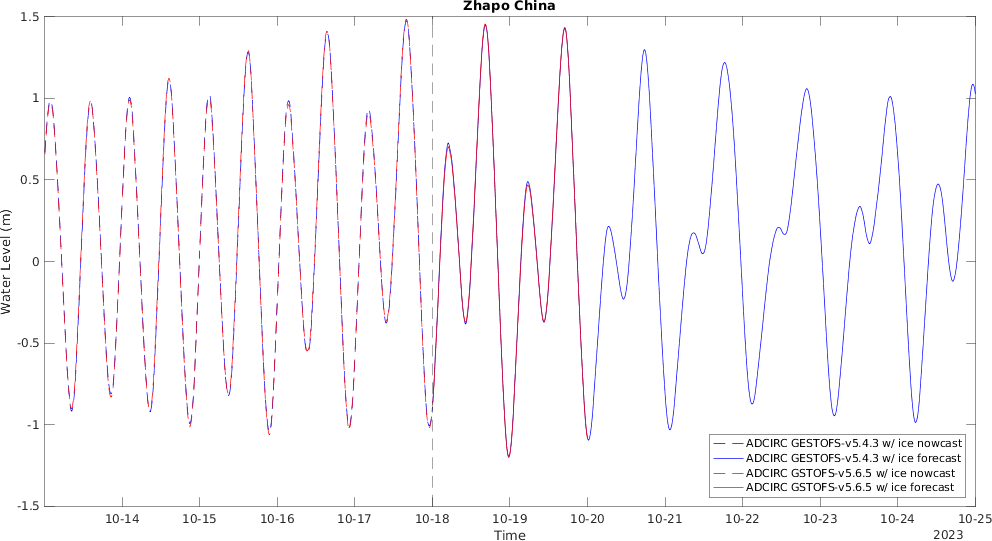 Zhapo China
1.5
1
0.5
0
-0.5
-1
-1.5
Water Level (m)
10-14 10-15 10-16 10-17 10-18 10-19 10-20 10-21 10-22 10-23 10-24 10-25
Time
2023
ADCIRC GESTOFS-v5.4.3 w/ ice nowcast
ADCIRC GESTOFS-v5.4.3 w/ ice forecast
ADCIRC GSTOFS-v5.6.5 w/ ice nowcast
ADCIRC GSTOFS-v5.6.5 w/ ice forecast